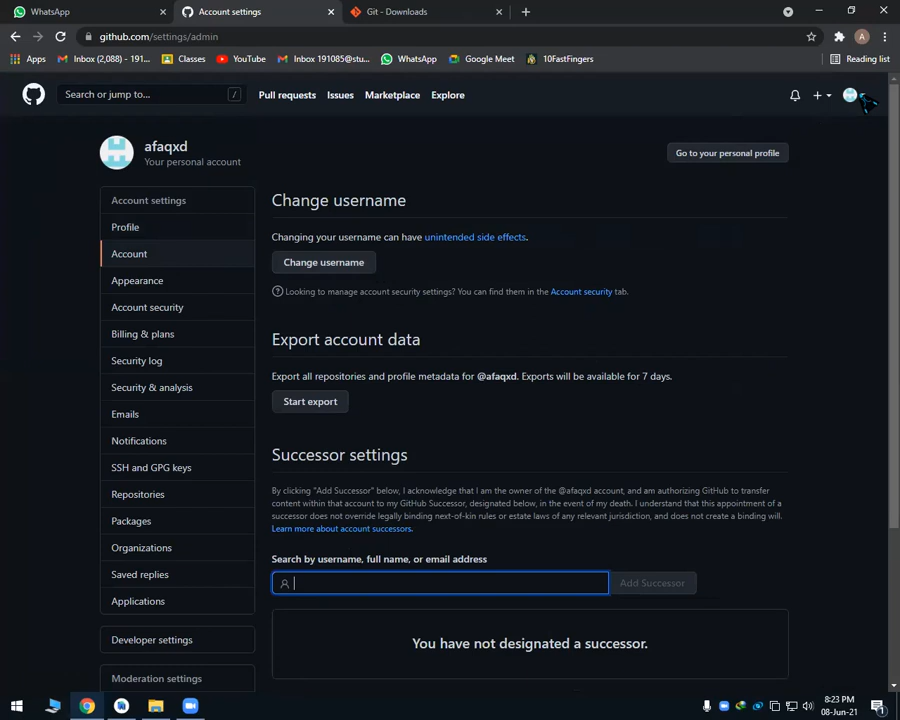 WhatsApp
Account settings
Git - Downloads
github.com/settings/admin
A
Apps
Inbox (2,088) - 191...
Classes
YouTube
Inbox 191085@stu...
WhatsApp
Google Meet
10FastFingers
Reading list
Search or jump to...
/
Pull requests
Issues
Marketplace
Explore
afaqxd
Your personal account
Go to your personal profile
Account settings
Profile
Account
Appearance
Account security
Billing & plans
Security log
Security & analysis
Emails
Notifications
SSH and GPG keys
Repositories
Packages
Organizations
Saved replies
Applications
Developer settings
Moderation settings
Change username
Changing your username can have unintended side effects.
Change username
Looking to manage account security settings? You can find them in the Account security tab.
Export account data
Export all repositories and profile metadata for @afaqxd. Exports will be available for 7 days.
Start export
Successor settings
By clicking "Add Successor" below, I acknowledge that I am the owner of the @afaqxd account, and am authorizing GitHub to transfer
content within that account to my GitHub Successor, designated below, in the event of my death. I understand that this appointment of a
successor does not override legally binding next-of-kin rules or estate laws of any relevant jurisdiction, and does not create a binding will.
Learn more about account successors.
Search by username, full name, or email address
Add Successor
You have not designated a successor.
8:23 PM
08-Jun-21
1